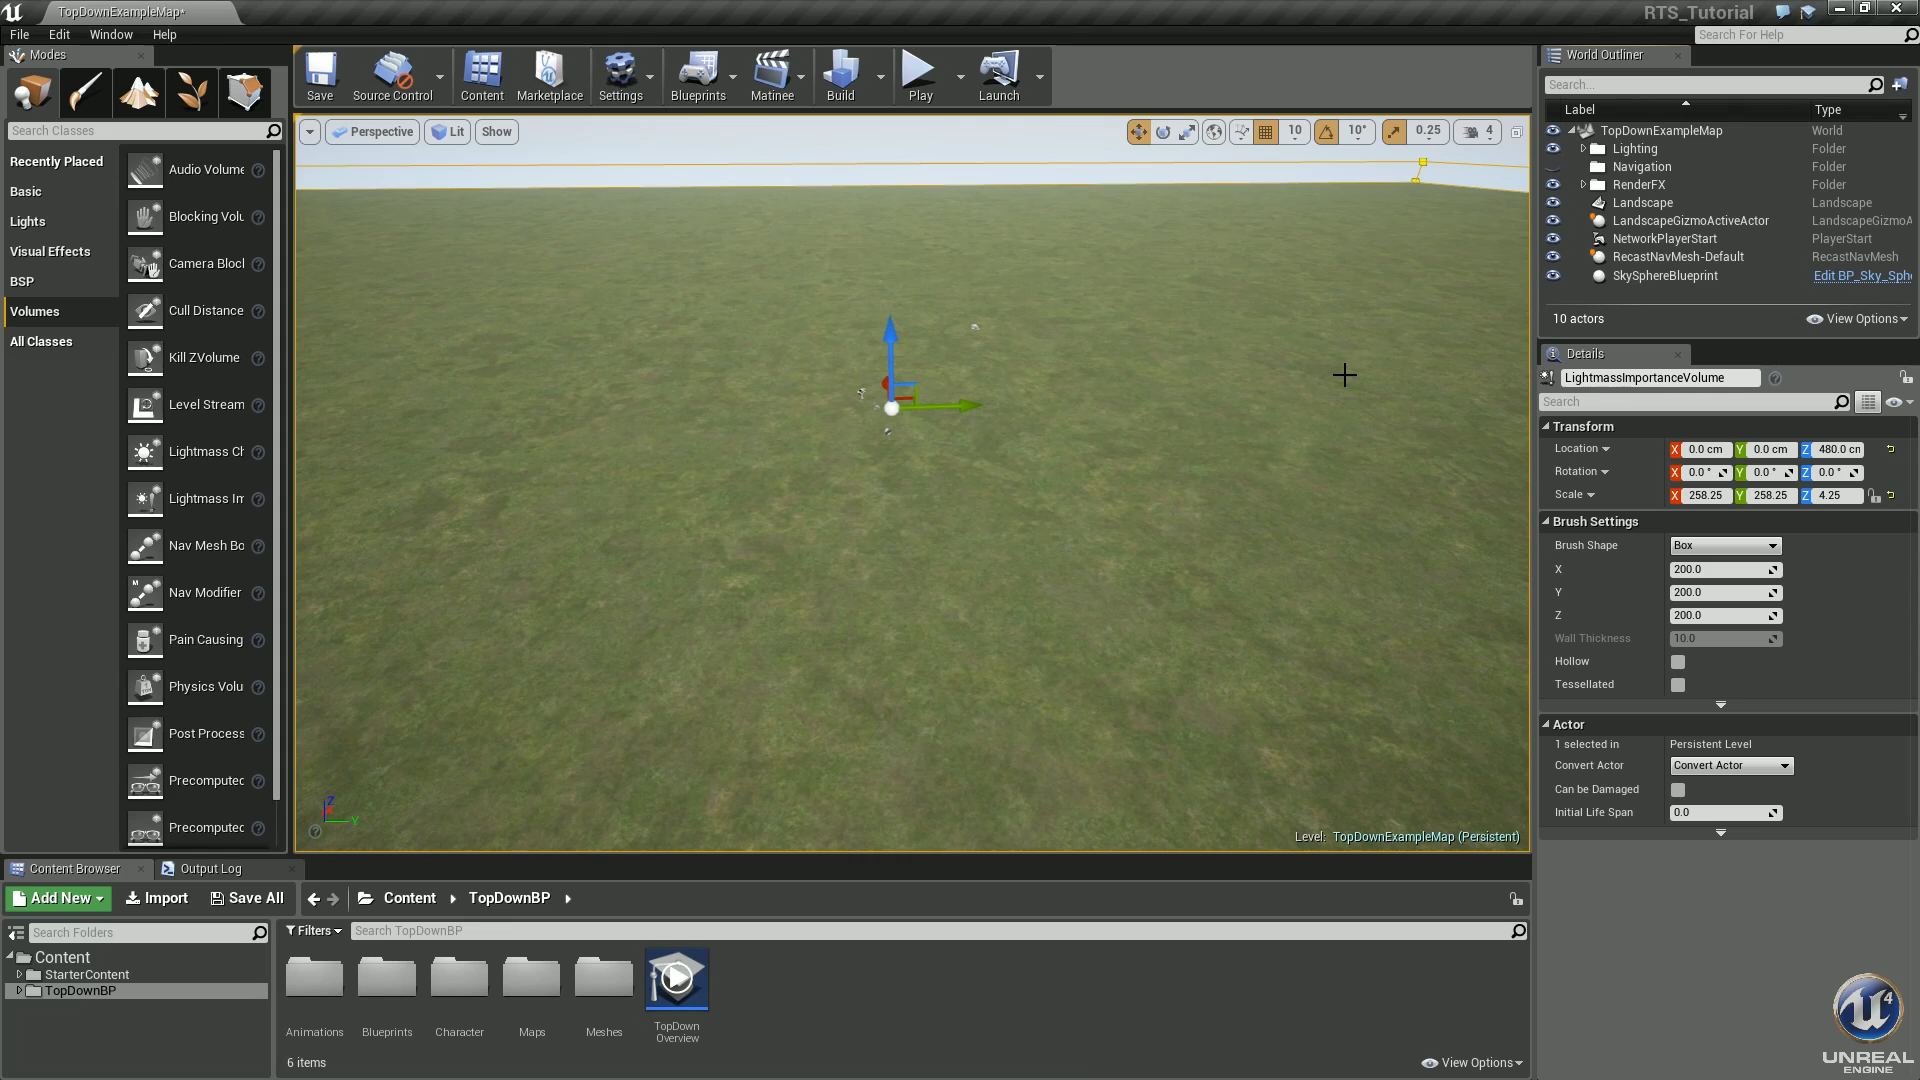 TopDownExampleMap*
RTS_Tutorial
File Edit Window Help
Search For Help
Modes
Save
Source Control
Content
Marketplace
Settings
Blueprints
Matinee
Build
Play
Launch
World Outliner
Search...
Label Type
TopDownExampleMap World
Lighting Folder
Navigation Folder
RenderFX Folder
Landscape Landscape
LandscapeGizmoActiveActor LandscapeGizmoA
NetworkPlayerStart PlayerStart
RecastNavMesh-Default RecastNavMesh
SkySphereBlueprint Edit BP_Sky_Sphe
10 actors
View Options
Search Classes
Recently Placed
Basic
Lights
Visual Effects
BSP
Volumes
All Classes
Audio Volume
Blocking Volu
Camera Block
Cull Distance
Kill ZVolume
Level Stream
Lightmass Ch
Lightmass Im
Nav Mesh Bo
Nav Modifier
Pain Causing
Physics Volu
Post Process
Precomputed
Precomputed
Perspective
Lit
Show
10
10°
0.25
4
Z
X
Y
Level: TopDownExampleMap (Persistent)
Details
LightmassImportanceVolume
Search
Transform
Location X 0.0 cm Y 0.0 cm Z 480.0 cm
Rotation X 0.0 ° Y 0.0 ° Z 0.0 °
Scale X 258.25 Y 258.25 Z 4.25
Brush Settings
Brush Shape Box
X 200.0
Y 200.0
Z 200.0
Wall Thickness 10.0
Hollow
Tessellated
Actor
1 selected in Persistent Level
Convert Actor Convert Actor
Can be Damaged
Initial Life Span 0.0
Content Browser
Output Log
Add New
Import
Save All
Content
TopDownBP
Search Folders
Filters
Search TopDownBP
Content
StarterContent
TopDownBP
Animations
Blueprints
Character
Maps
Meshes
TopDown
Overview
6 items
View Options
4
UNREAL
ENGINE